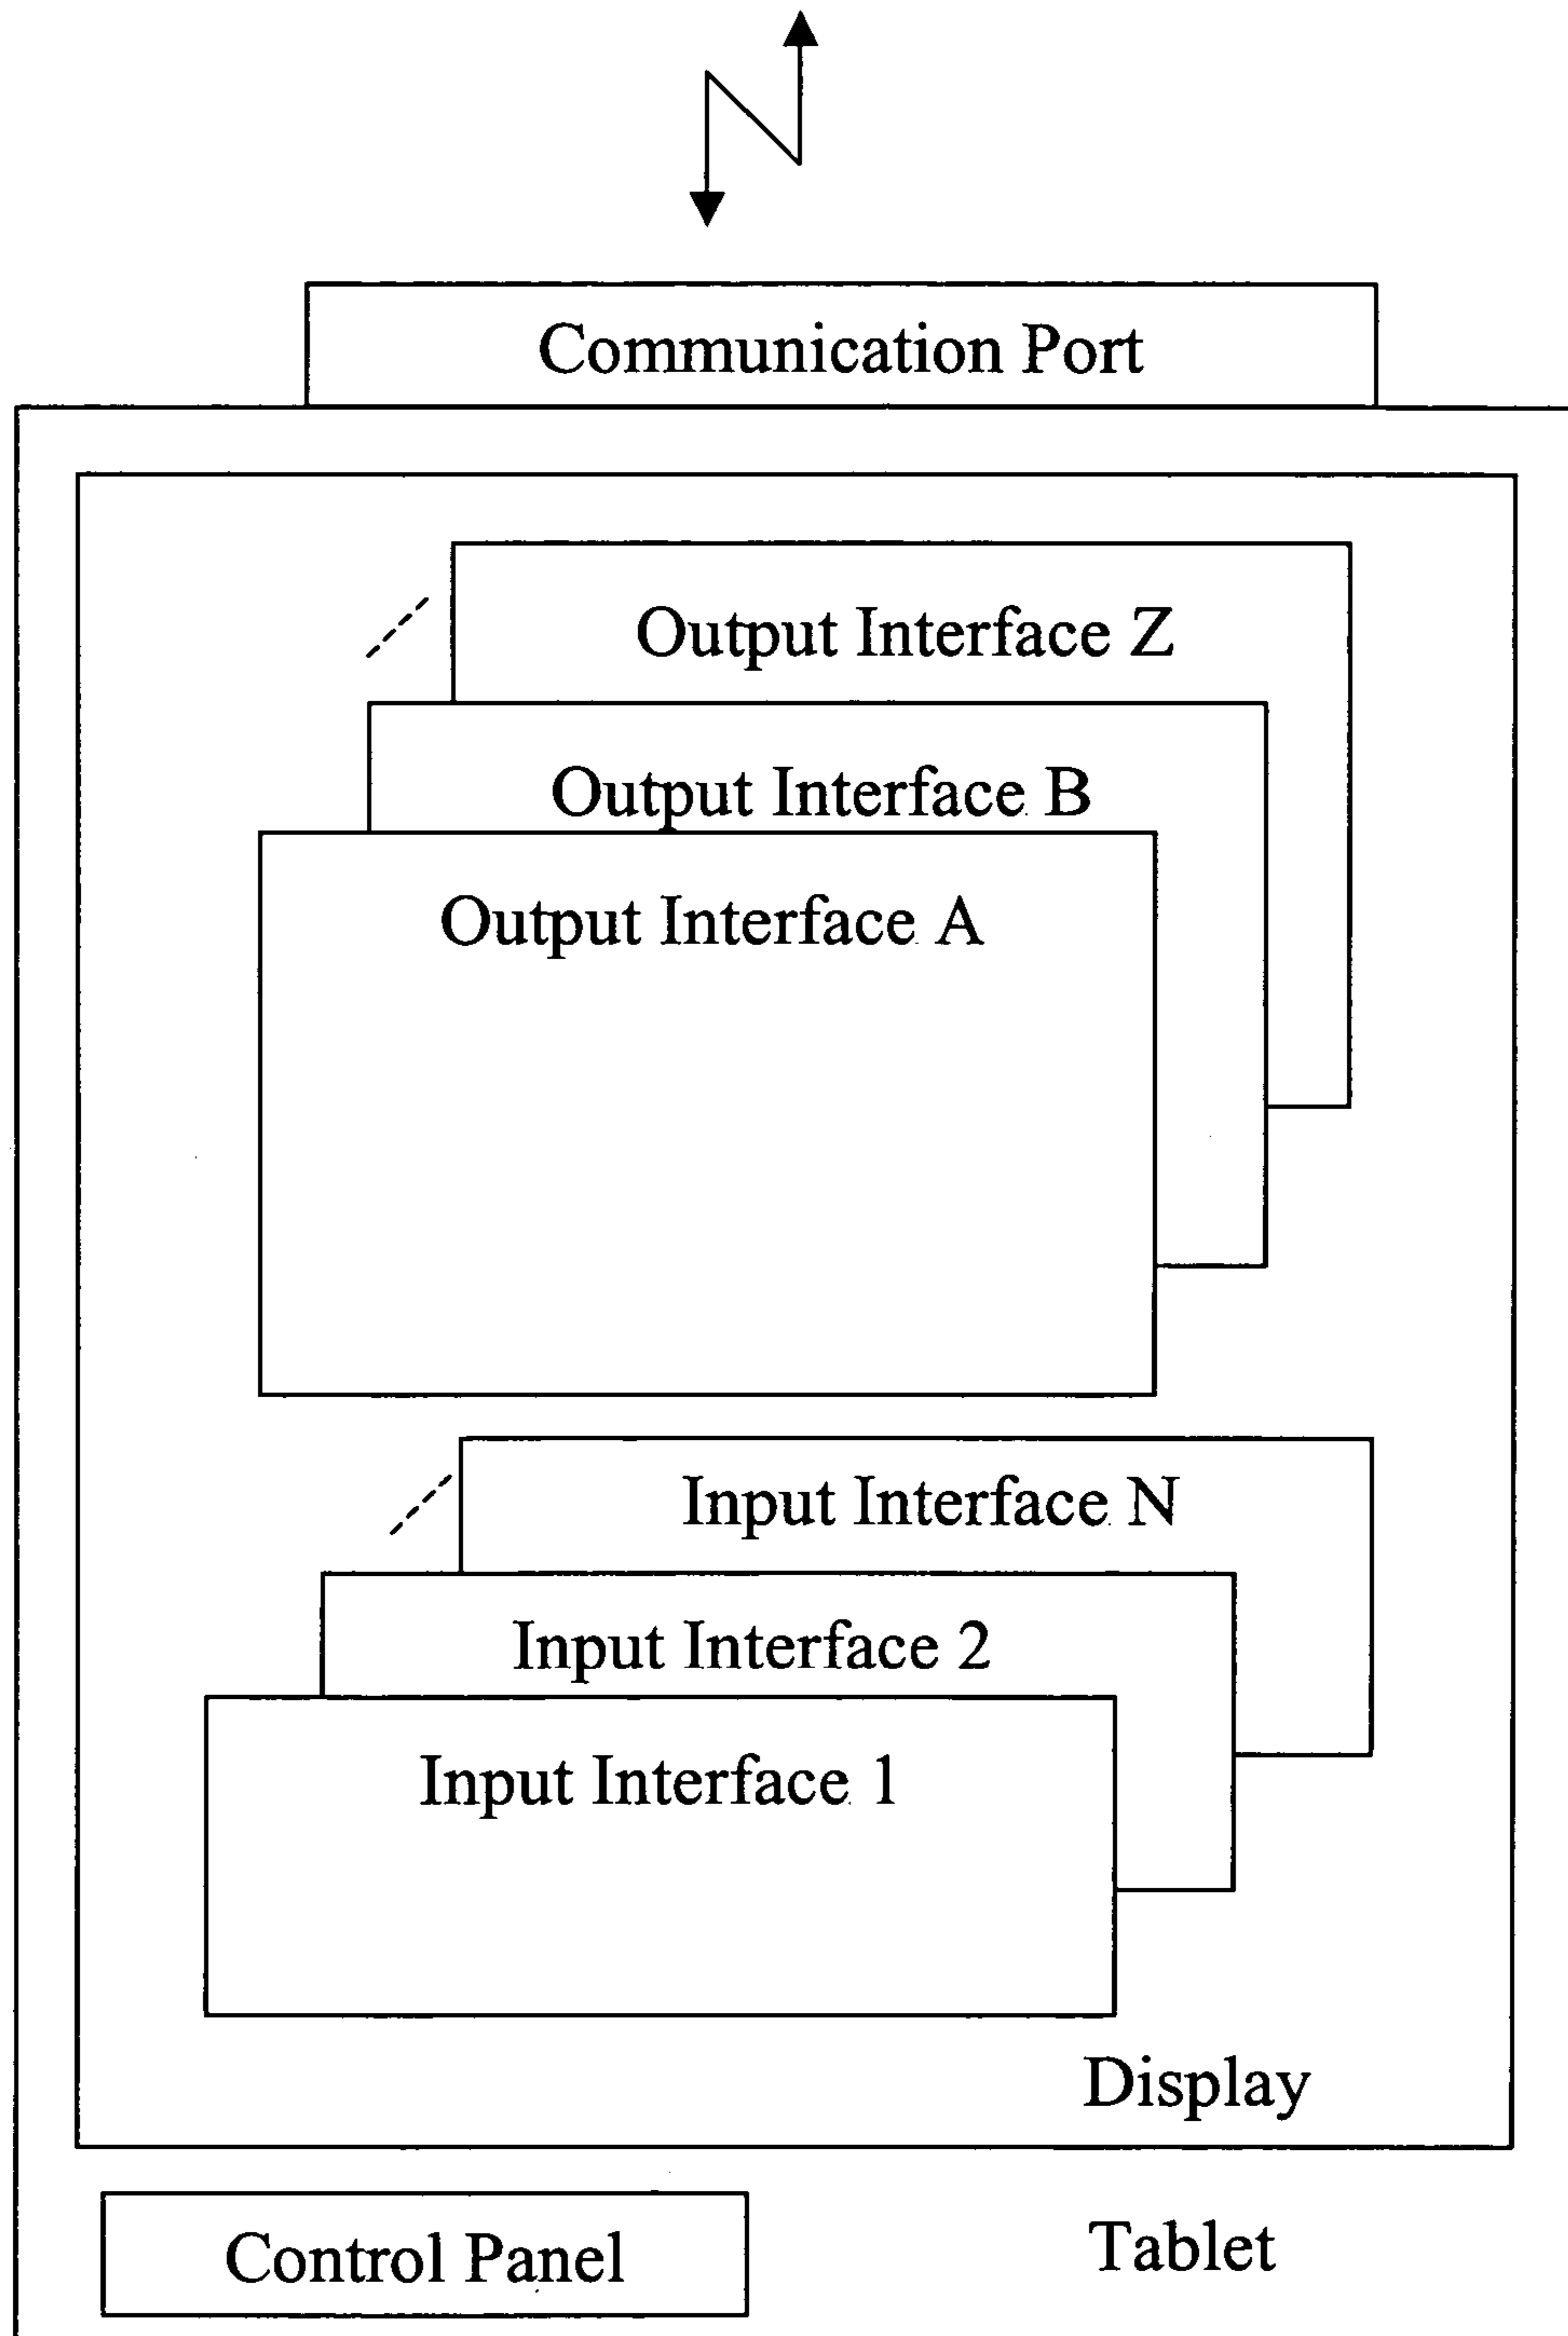 Communication Port
Output Interface Z
Output Interface B
Output Interface A
Input Interface N
Input Interface 2
Input Interface 1
Display
Control Panel
Tablet